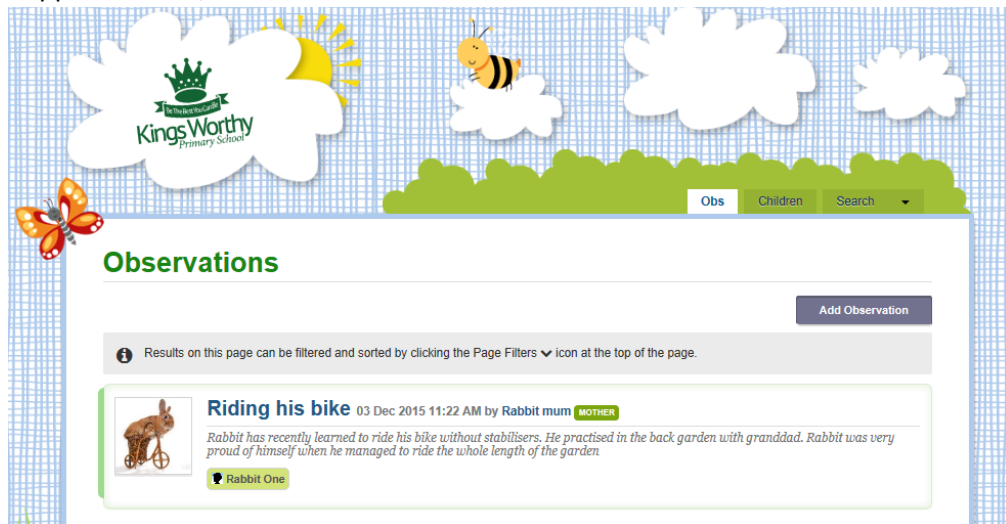 Be The Best You Can Be
Kings Worthy
Primary School
Obs Children Search
Observations
Add Observation
Results on this page can be filtered and sorted by clicking the Page Filters icon at the top of the page.
Riding his bike 03 Dec 2015 11:22 AM by Rabbit mum MOTHER
Rabbit has recently learned to ride his bike without stabilisers. He practised in the back garden with granddad. Rabbit was very
proud of himself when he managed to ride the whole length of the garden
Rabbit One